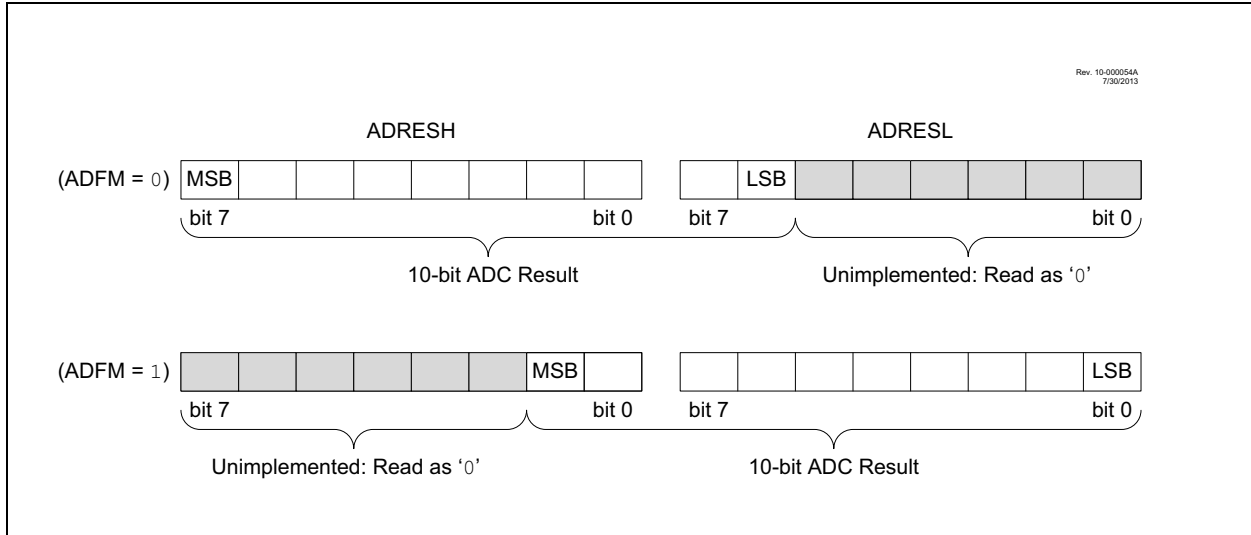 Rev. 10-000054A
7/30/2013
ADRESH ADRESL
(ADFM = 0) MSB LSB
bit 7 bit 0 bit 7 bit 0
10-bit ADC Result Unimplemented: Read as ‘0’
(ADFM = 1) MSB LSB
bit 7 bit 0 bit 7 bit 0
Unimplemented: Read as ‘0’ 10-bit ADC Result